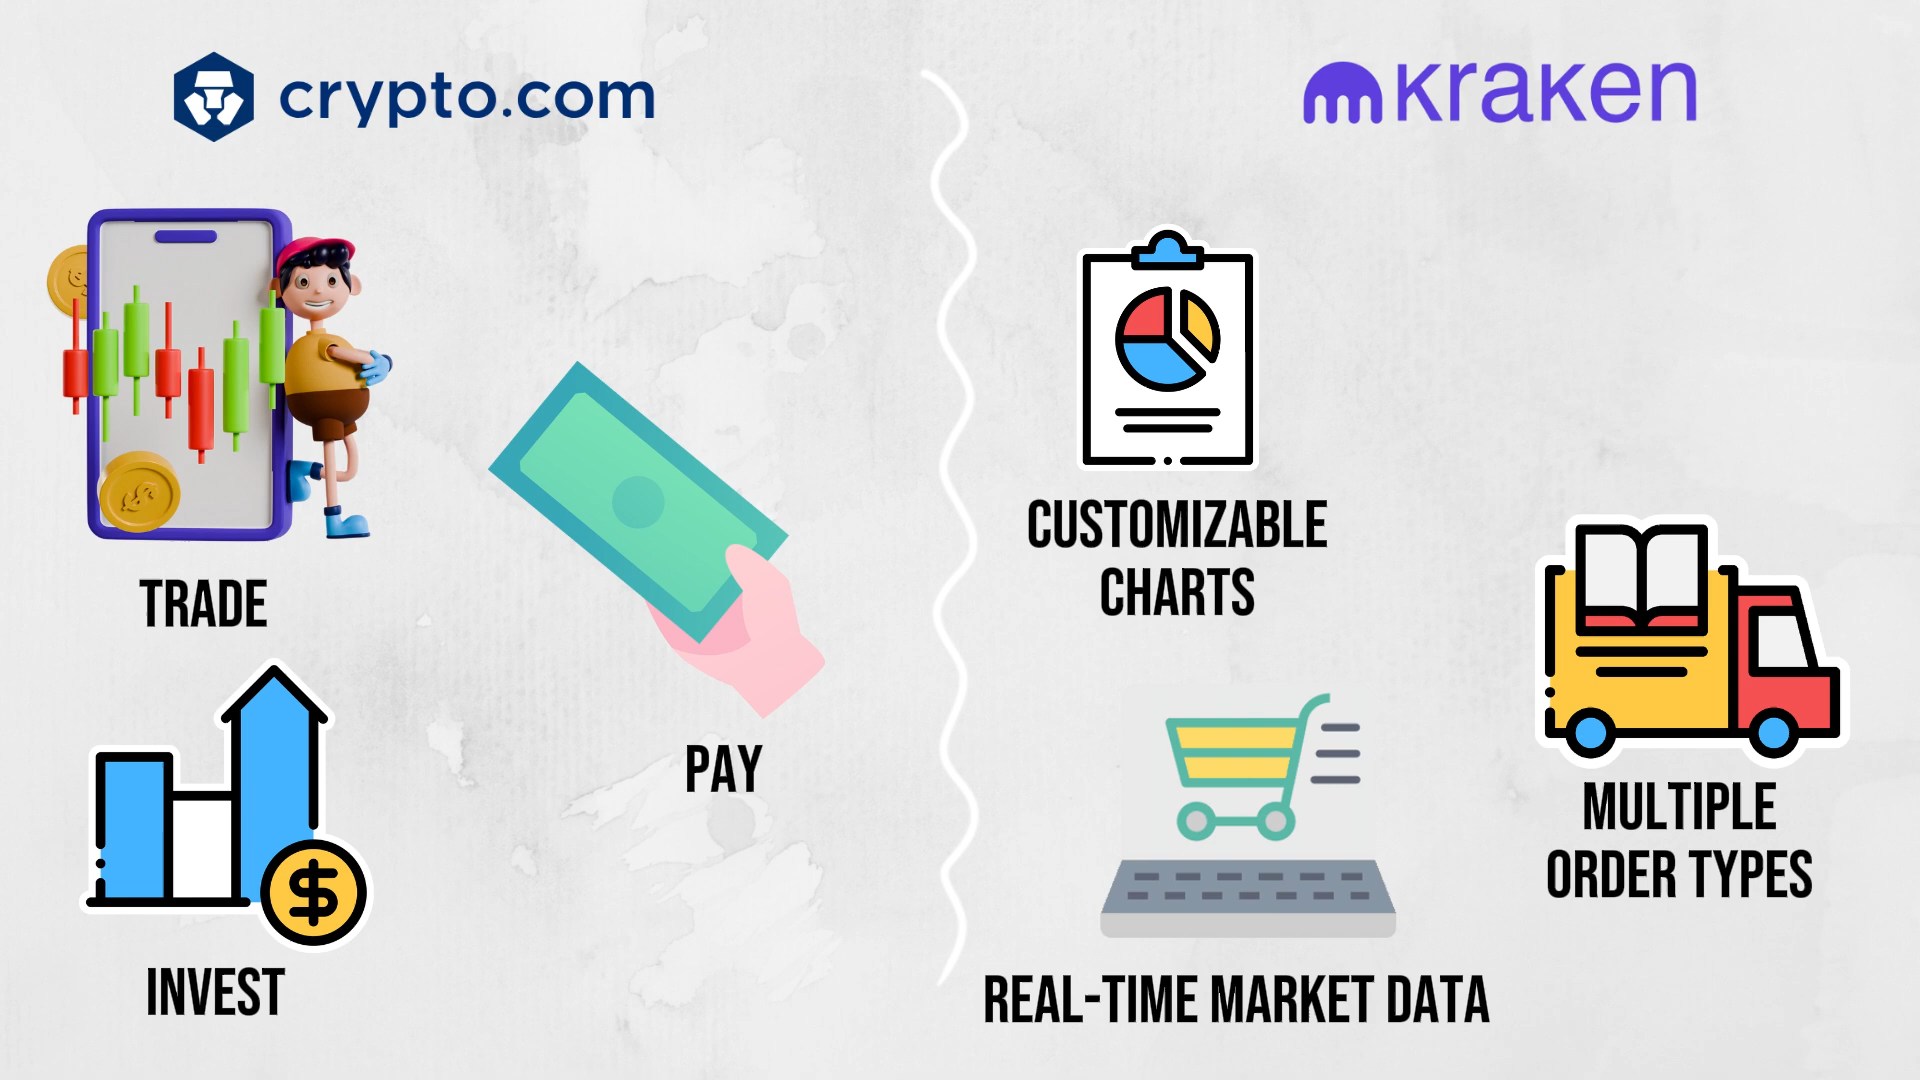 crypto.com
kraken
TRADE
PAY
INVEST
CUSTOMIZABLE
CHARTS
MULTIPLE
ORDER TYPES
REAL-TIME MARKET DATA